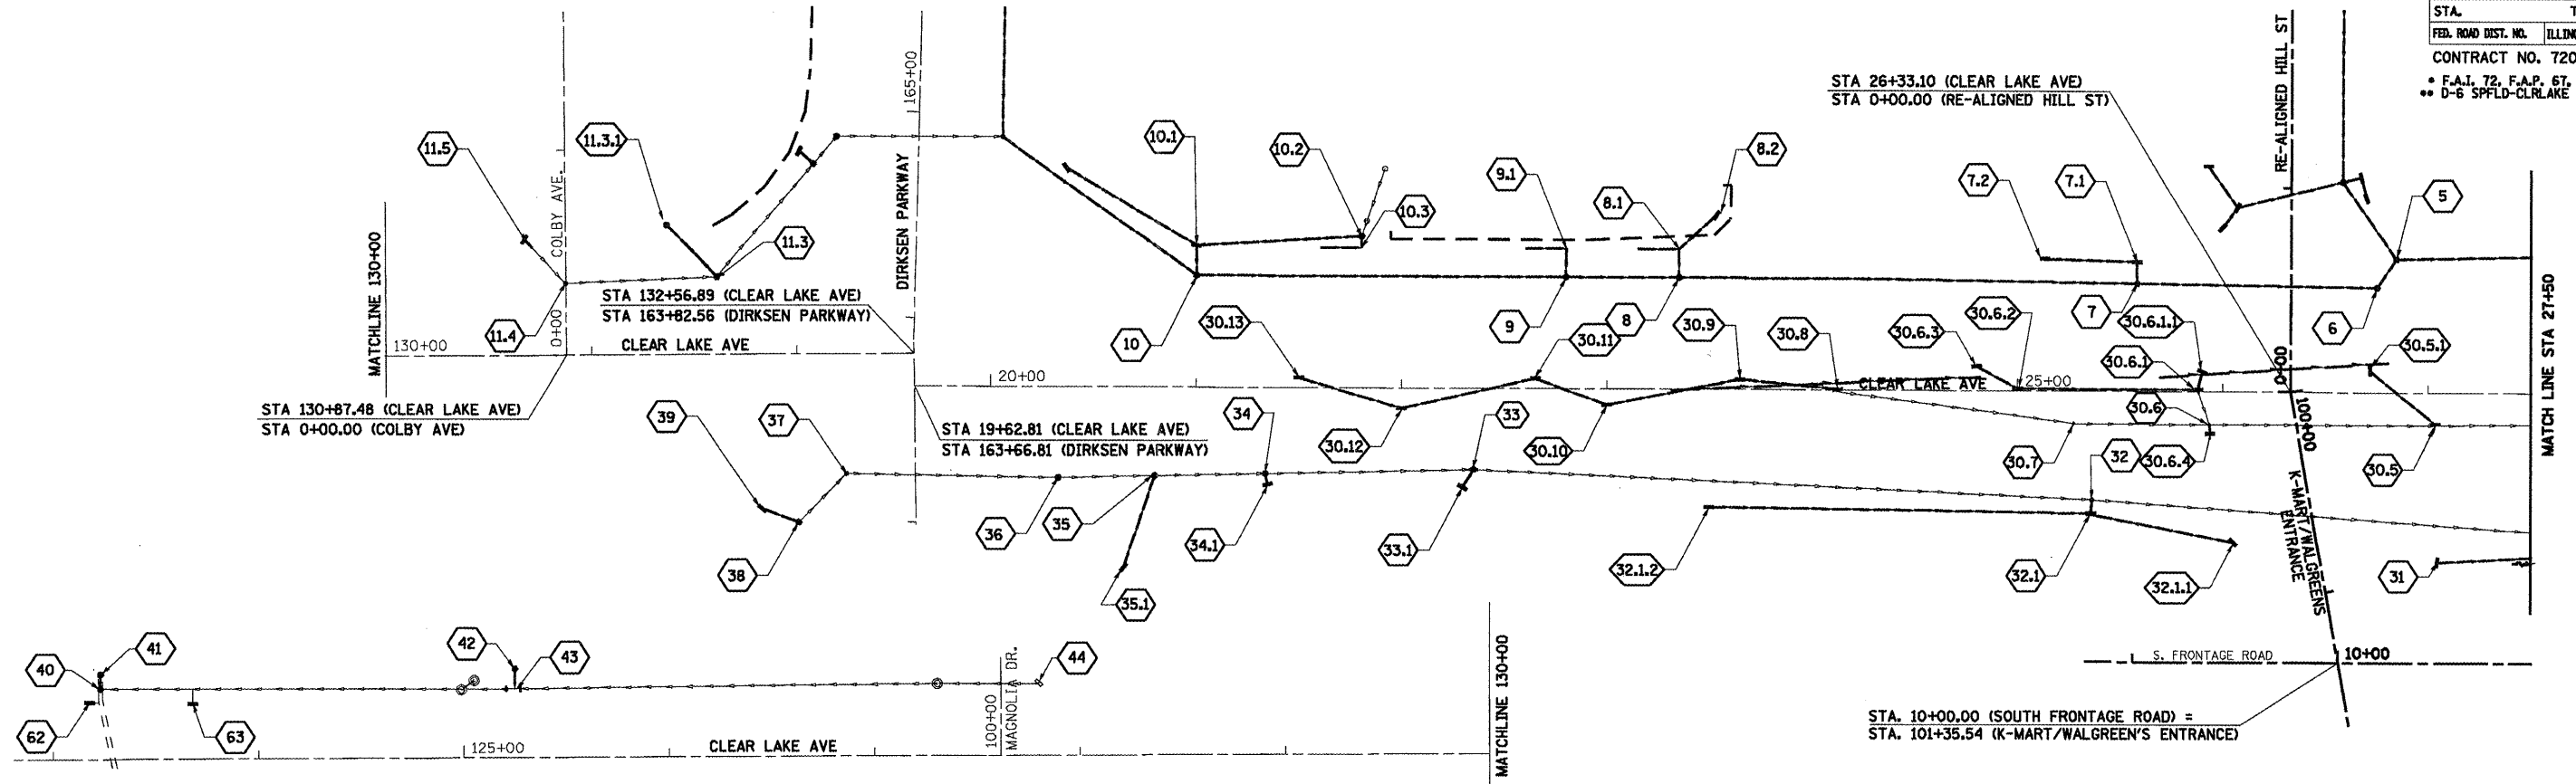 STA. T
FED. ROAD DIST. NO. ILLIN
CONTRACT NO. 720
* F.A.I. 72, F.A.P. 67,
** D-6 SPFLD-CLRLAKE
STA 26+33.10 (CLEAR LAKE AVE)
STA 0+00.00 (RE-ALIGNED HILL ST)
RE-ALIGNED HILL ST
165+00
DIRKSEN PARKWAY
COLBY AVE.
0+00
MATCHLINE 130+00
11.5
11.3.1
11.3
11.4
10.1
10.2
10.3
9.1
8.2
8.1
7.2
7.1
5
STA 132+56.89 (CLEAR LAKE AVE)
STA 163+82.56 (DIRKSEN PARKWAY)
130+00
CLEAR LAKE AVE
10
9
8
7
6
30.13
30.11
30.9
30.8
30.6.3
30.6.2
30.6.1.1
30.6.1
30.5.1
20+00
CLEAR LAKE AVE
25+00
0+00
100+00
MATCH LINE STA 27+50
STA 130+87.48 (CLEAR LAKE AVE)
STA 0+00.00 (COLBY AVE)
39
37
STA 19+62.81 (CLEAR LAKE AVE)
STA 163+66.81 (DIRKSEN PARKWAY)
34
33
30.12
30.10
30.6
30.7
32
30.6.4
30.5
K-MART/WALGREENS
ENTRANCE
38
36
35
34.1
33.1
35.1
32.1.2
32.1
32.1.1
31
41
40
42
43
44
62
63
125+00
CLEAR LAKE AVE
100+00
MAGNOLIA DR.
MATCHLINE 130+00
S. FRONTAGE ROAD
10+00
STA. 10+00.00 (SOUTH FRONTAGE ROAD) =
STA. 101+35.54 (K-MART/WALGREEN'S ENTRANCE)